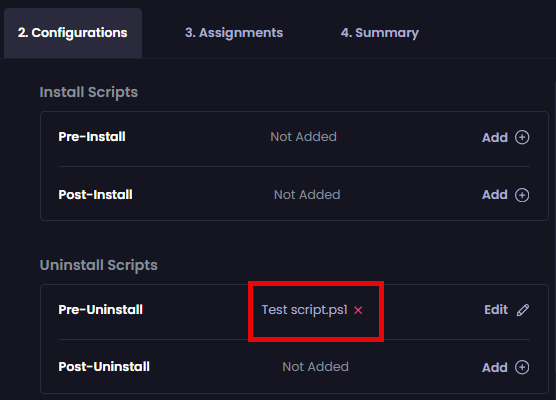 2. Configurations 3. Assignments 4. Summary
Install Scripts
Pre-Install Not Added Add
Post-Install Not Added Add
Uninstall Scripts
Pre-Uninstall Test script.ps1 × Edit
Post-Uninstall Not Added Add